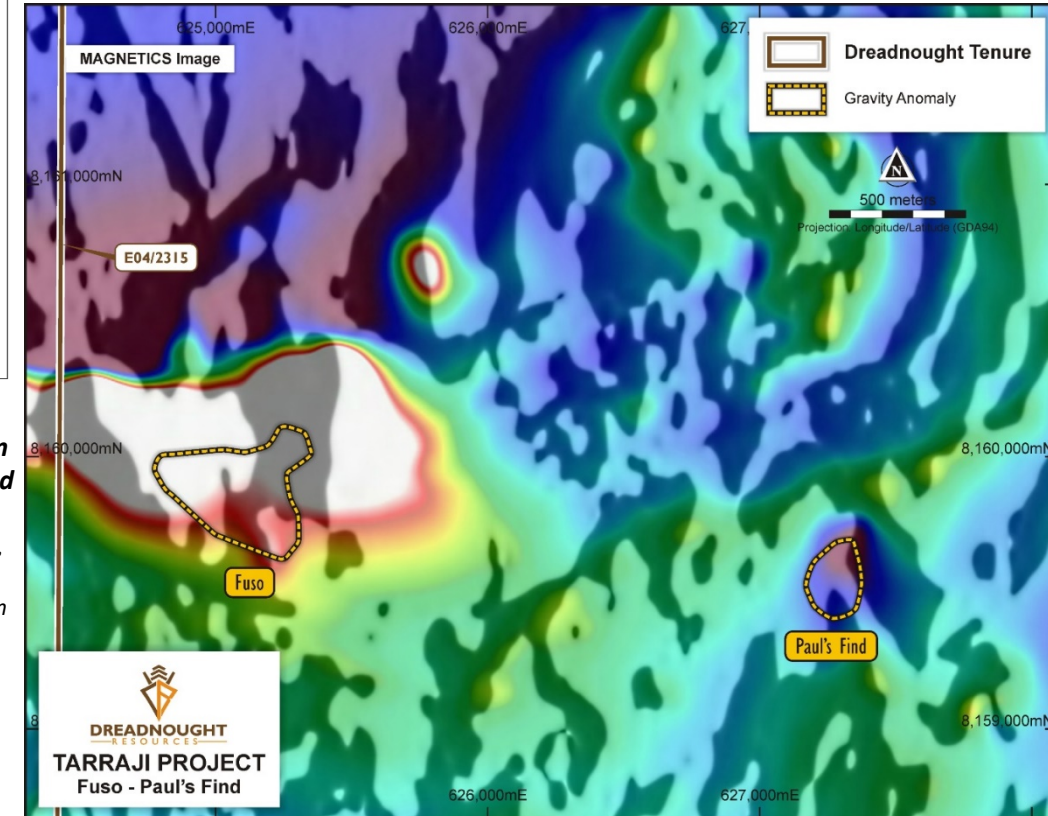 625,000mE
626,000mE
627,
MAGNETICS Image
Dreadnought Tenure
Gravity Anomaly
8,161,000mN
N
500 meters
Projection: Longitude/Latitude (GDA94)
E04/2315
n
d
8,160,000mN
8,160,000mN
Fuso
Paul's Find
DREADNOUGHT
RESOURCES
TARRAJI PROJECT
Fuso - Paul's Find
8
8,159,000mN
626,000mE
627,000mE